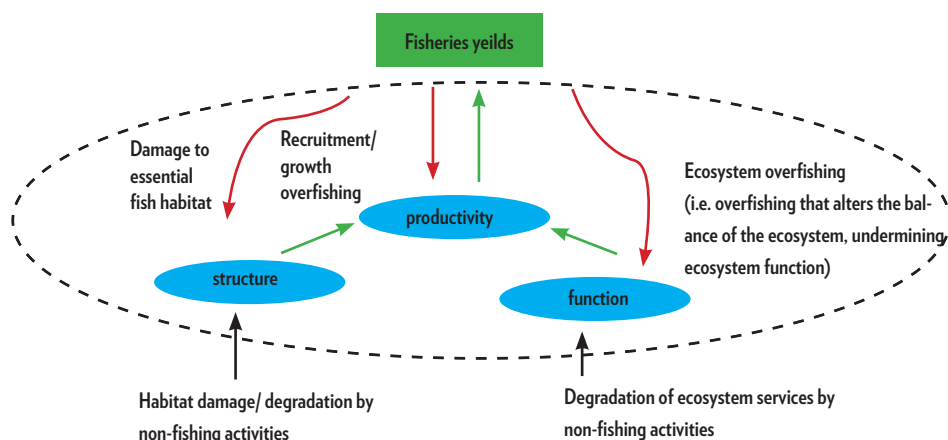 Fisheries yeilds
Damage to
essential
fish habitat
Recruitment/
growth
overfishing
Ecosystem overfishing
(i.e. overfishing that alters the bal-
ance of the ecosystem, undermining
ecosystem function)
productivity
structure
function
Habitat damage/ degradation by
non-fishing activities
Degradation of ecosystem services by
non-fishing activities